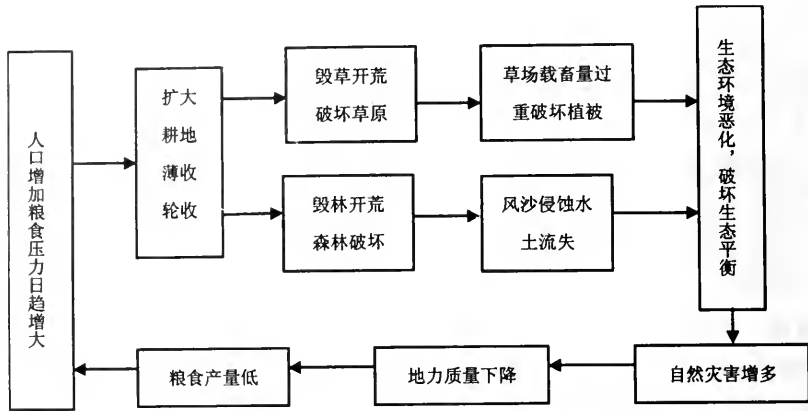 人口增加粮食压力日趋增大
扩大
耕地
薄收
轮收
毁草开荒
破坏草原
草场载畜量过
重破坏植被
毁林开荒
森林破坏
风沙侵蚀水
土流失
生态环境恶化，破坏生态平衡
自然灾害增多
地力质量下降
粮食产量低